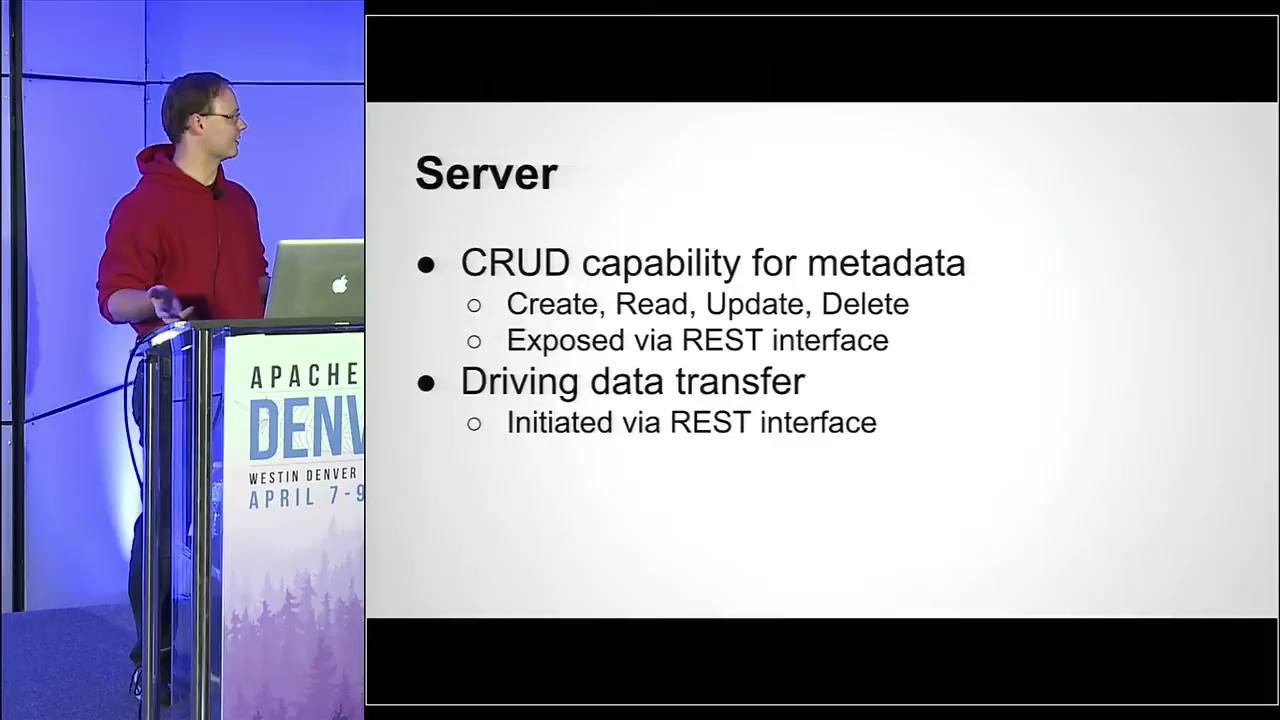 Server
● CRUD capability for metadata
○ Create, Read, Update, Delete
○ Exposed via REST interface
● Driving data transfer
○ Initiated via REST interface
APACHE
DENV
WESTIN DENVER
APRIL 7-9